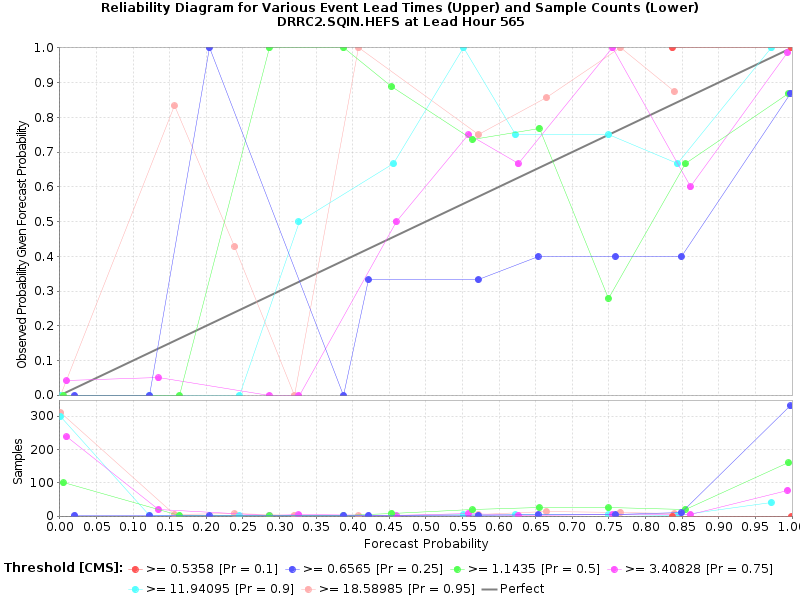 Reliability Diagram for Various Event Lead Times (Upper) and Sample Counts (Lower)
DRRC2.SQIN.HEFS at Lead Hour 565
Observed Probability Given Forecast Probability
1.0
0.9
0.8
0.7
0.6
0.5
0.4
0.3
0.2
0.1
0.0
Samples
300
200
100
0
0.00 0.05 0.10 0.15 0.20 0.25 0.30 0.35 0.40 0.45 0.50 0.55 0.60 0.65 0.70 0.75 0.80 0.85 0.90 0.95 1.00
Forecast Probability
Threshold [CMS]: >= 0.5358 [Pr = 0.1] >= 0.6565 [Pr = 0.25] >= 1.1435 [Pr = 0.5] >= 3.40828 [Pr = 0.75]
>= 11.94095 [Pr = 0.9] >= 18.58985 [Pr = 0.95] Perfect